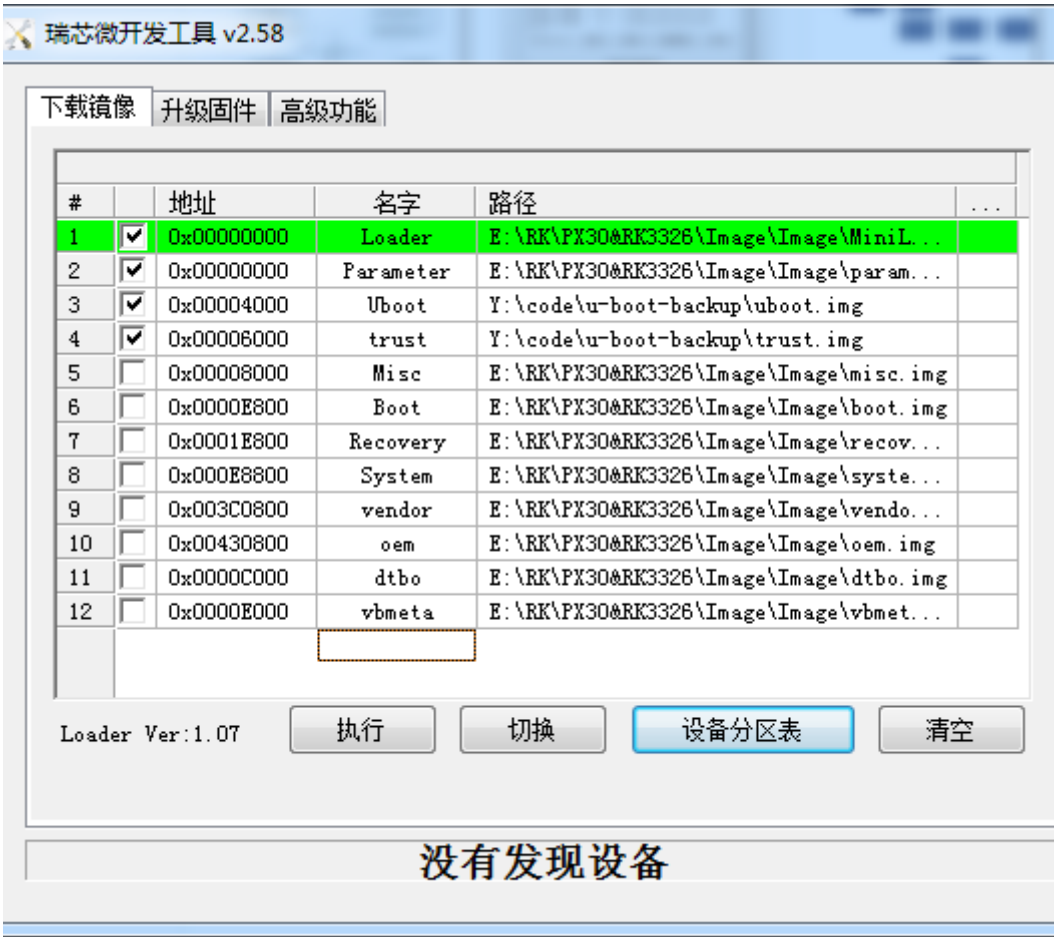 瑞芯微开发工具 v2.58
下载镜像 升级固件 高级功能
# 地址 名字 路径 ...
1 0x00000000 Loader E:\RK\PX30&RK3326\Image\Image\MiniL...
2 0x00000000 Parameter E:\RK\PX30&RK3326\Image\Image\param...
3 0x00004000 Uboot Y:\code\u-boot-backup\uboot.img
4 0x00006000 trust Y:\code\u-boot-backup\trust.img
5 0x00008000 Misc E:\RK\PX30&RK3326\Image\Image\misc.img
6 0x0000E800 Boot E:\RK\PX30&RK3326\Image\Image\boot.img
7 0x0001E800 Recovery E:\RK\PX30&RK3326\Image\Image\recov...
8 0x000E8800 System E:\RK\PX30&RK3326\Image\Image\syste...
9 0x003C0800 vendor E:\RK\PX30&RK3326\Image\Image\vendo...
10 0x00430800 oem E:\RK\PX30&RK3326\Image\Image\oem.img
11 0x0000C000 dtbo E:\RK\PX30&RK3326\Image\Image\dtbo.img
12 0x0000E000 vbmeta E:\RK\PX30&RK3326\Image\Image\vbmet...
Loader Ver:1.07 执行 切换 设备分区表 清空
没有发现设备